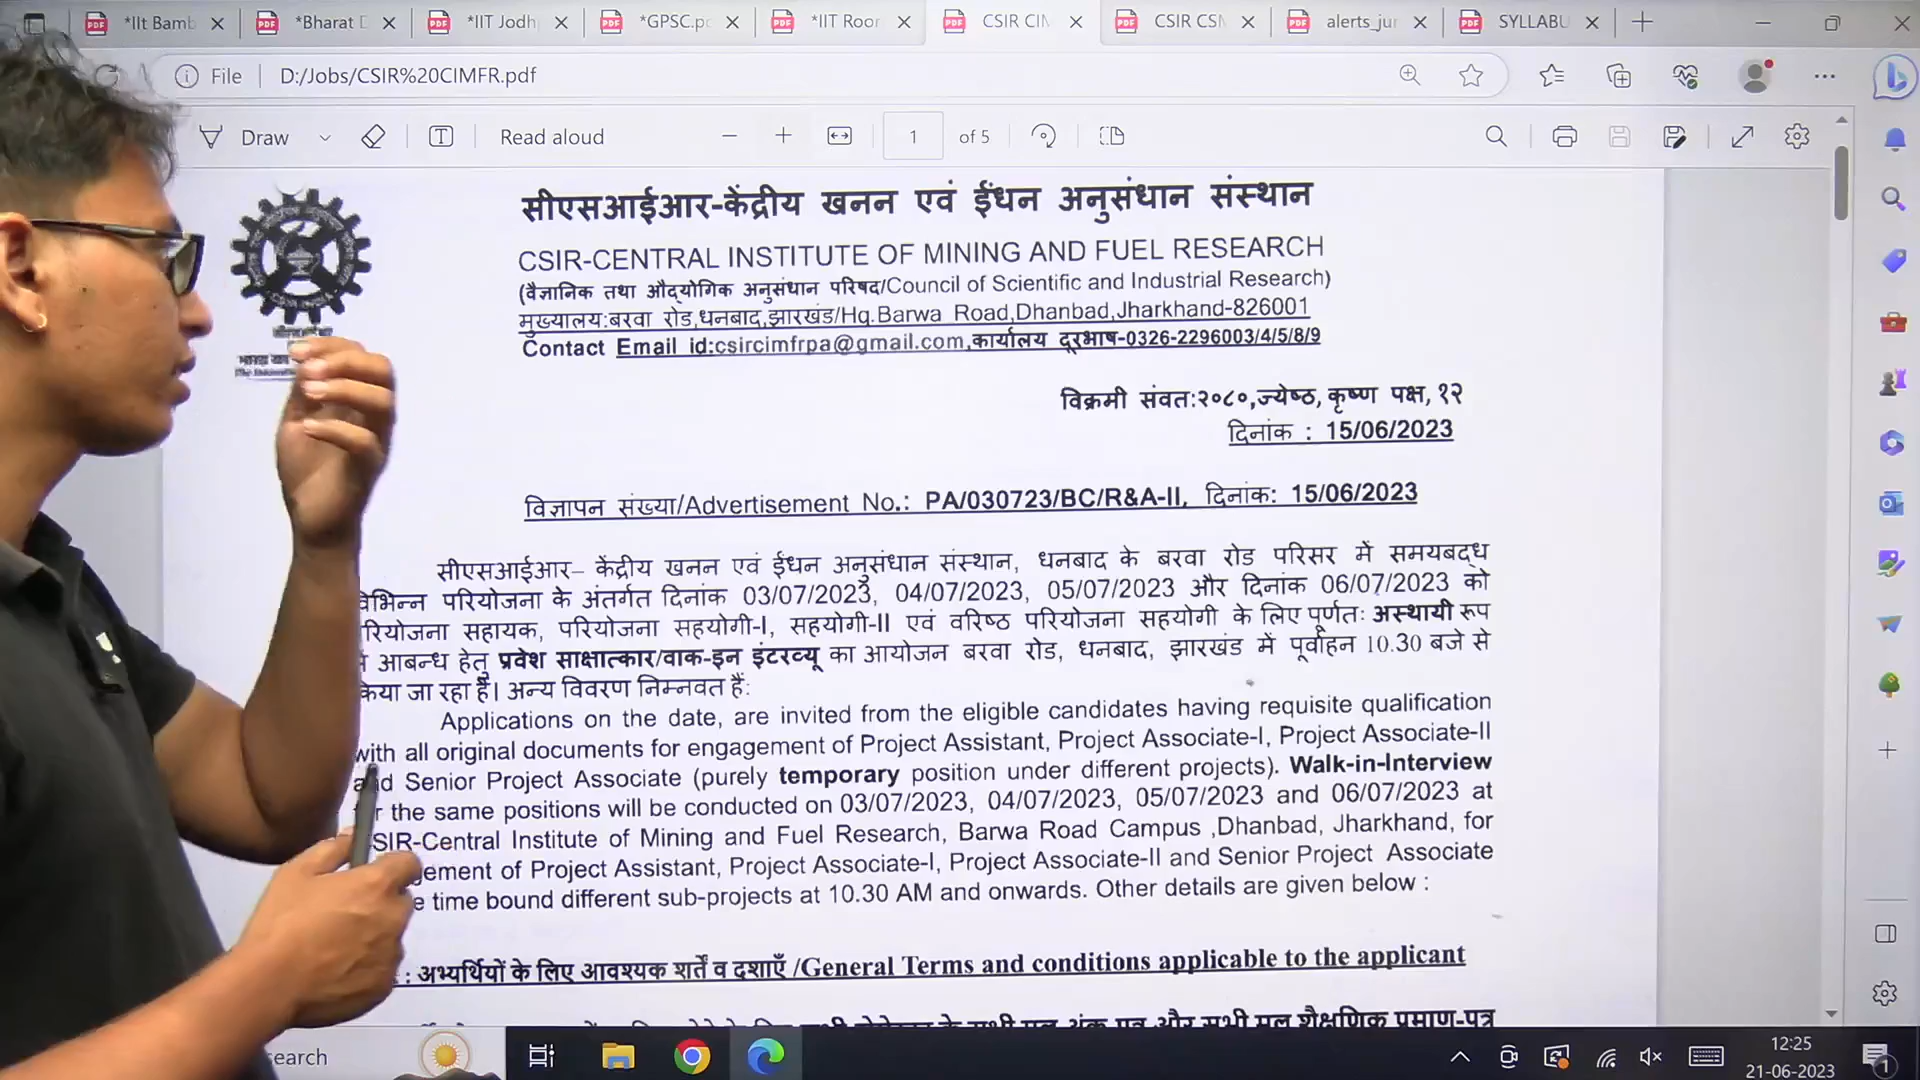 *IIt Bamb
*Bharat D
*IIT Jodh
*GPSC.p
*IIT Roor
CSIR CIM
CSIR CSM
alerts_jur
SYLLABU
File
D:/Jobs/CSIR%20CIMFR.pdf
Draw
Read aloud
1
of 5
सीएसआईआर-केंद्रीय खनन एवं ईंधन अनुसंधान संस्थान
CSIR-CENTRAL INSTITUTE OF MINING AND FUEL RESEARCH
(वैज्ञानिक तथा औद्योगिक अनुसंधान परिषद/Council of Scientific and Industrial Research)
मुख्यालय:बरवा रोड,धनबाद,झारखंड/Hq.Barwa Road,Dhanbad,Jharkhand-826001
Contact Email id:csircimfrpa@gmail.com,कार्यालय दूरभाष-0326-2296003/4/5/8/9
विक्रमी संवत:२०८०,ज्येष्ठ, कृष्ण पक्ष, १२
दिनांक : 15/06/2023
विज्ञापन संख्या/Advertisement No.: PA/030723/BC/R&A-II, दिनांक: 15/06/2023
सीएसआईआर– केंद्रीय खनन एवं ईंधन अनुसंधान संस्थान, धनबाद के बरवा रोड परिसर में समयबद्ध
विभिन्न परियोजना के अंतर्गत दिनांक 03/07/2023, 04/07/2023, 05/07/2023 और दिनांक 06/07/2023 को
रियोजना सहायक, परियोजना सहयोगी-I, सहयोगी-II एवं वरिष्ठ परियोजना सहयोगी के लिए पूर्णतः अस्थायी रूप
आबन्ध हेतु प्रवेश साक्षात्कार/वाक-इन इंटरव्यू का आयोजन बरवा रोड, धनबाद, झारखंड में पूर्वाहन 10.30 बजे से
किया जा रहा है। अन्य विवरण निम्नवत हैं:
Applications on the date, are invited from the eligible candidates having requisite qualification
with all original documents for engagement of Project Assistant, Project Associate-I, Project Associate-II
and Senior Project Associate (purely temporary position under different projects). Walk-in-Interview
r the same positions will be conducted on 03/07/2023, 04/07/2023, 05/07/2023 and 06/07/2023 at
SIR-Central Institute of Mining and Fuel Research, Barwa Road Campus ,Dhanbad, Jharkhand, for
gement of Project Assistant, Project Associate-I, Project Associate-II and Senior Project Associate
e time bound different sub-projects at 10.30 AM and onwards. Other details are given below :
: अभ्यर्थियों के लिए आवश्यक शर्तें व दशाएँ /General Terms and conditions applicable to the applicant
earch
12:25
21-06-2023
1